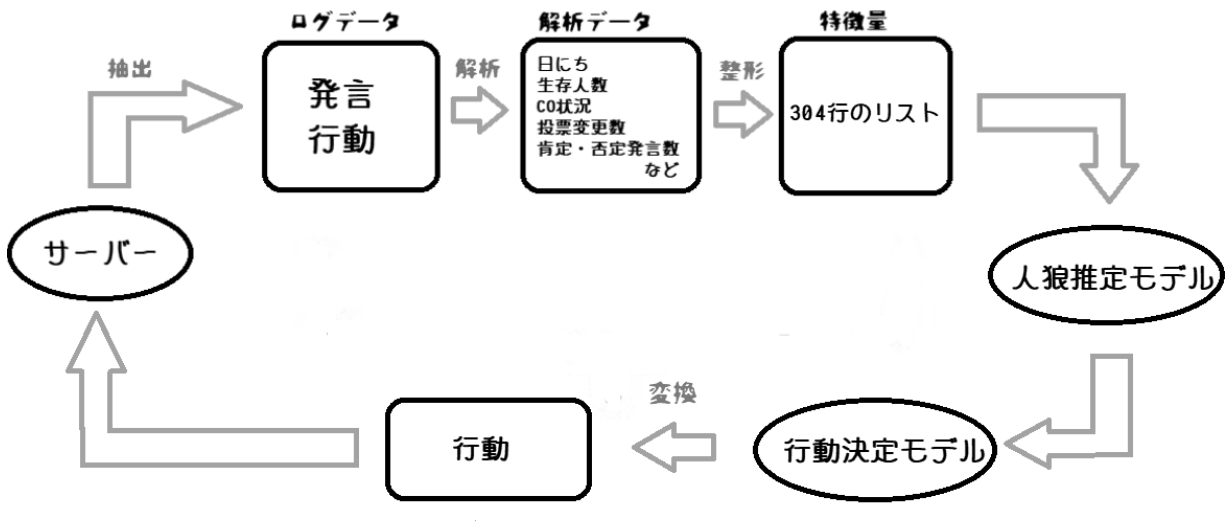 ログデータ
解析データ
特徴量
抽出
解析
整形
発言
行動
日にち
生存人数
CO状況
投票変更数
肯定・否定発言数
など
304行のリスト
サーバー
人狼推定モデル
変換
行動
行動決定モデル